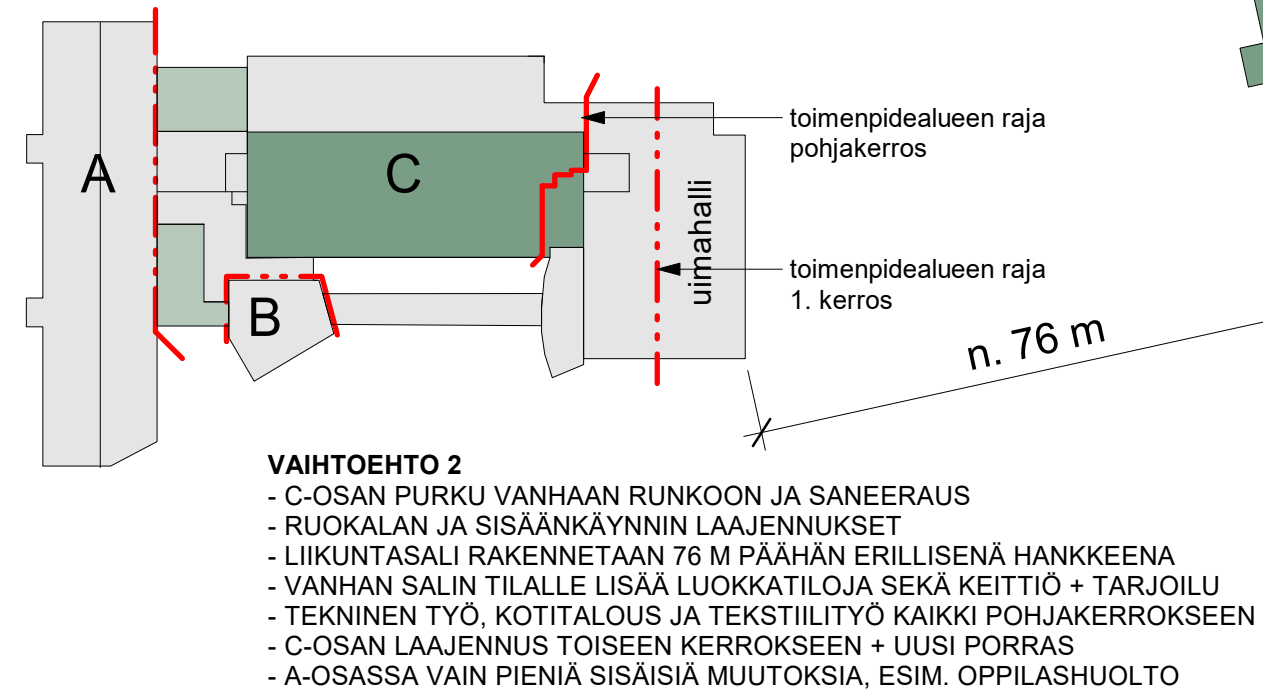 A
C
B
uimahalli
toimenpidealueen raja
pohjakerros
toimenpidealueen raja
1. kerros
n. 76 m
VAIHTOEHTO 2
- C-OSAN PURKU VANHAAN RUNKOON JA SANEERAUS
- RUOKALAN JA SISÄÄNKÄYNNIN LAAJENNUKSET
- LIIKUNTASALI RAKENNETAAN 76 M PÄÄHÄN ERILLISENÄ HANKKEENA
- VANHAN SALIN TILALLE LISÄÄ LUOKKATILOJA SEKÄ KEITTIÖ + TARJOILU
- TEKNINEN TYÖ, KOTITALOUS JA TEKSTIILITYÖ KAIKKI POHJAKERROKSEEN
- C-OSAN LAAJENNUS TOISEEN KERROKSEEN + UUSI PORRAS
- A-OSASSA VAIN PIENIÄ SISÄISIÄ MUUTOKSIA, ESIM. OPPILASHUOLTO